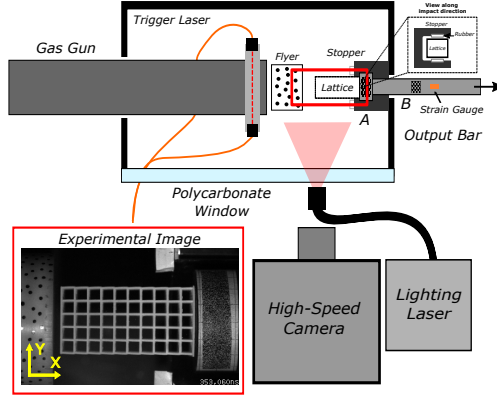 View along
impact direction
Trigger Laser
Stopper
Rubber
Lattice
Gas Gun
Flyer
Stopper
Lattice
A
B
Strain Gauge
Output Bar
Polycarbonate
Window
Experimental Image
Y
X
353.060ns
High-Speed
Camera
Lighting
Laser